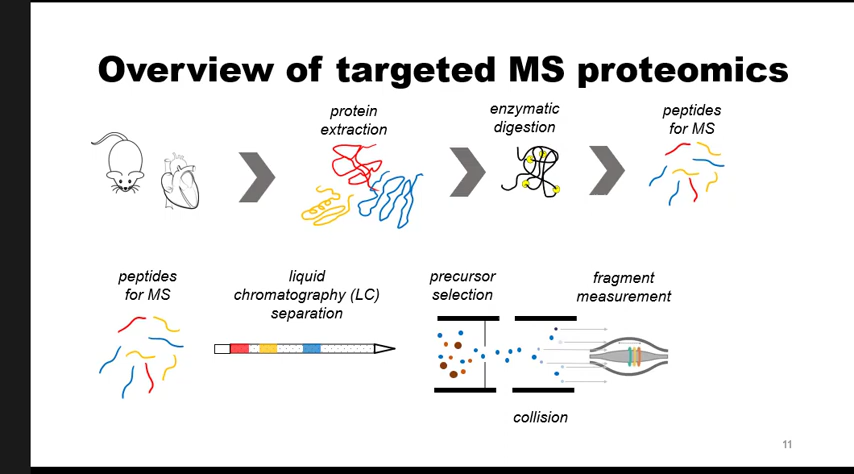 Overview of targeted MS proteomics
protein
extraction
enzymatic
digestion
peptides
for MS
peptides
for MS
liquid
chromatography (LC)
separation
precursor
selection
fragment
measurement
collision
11